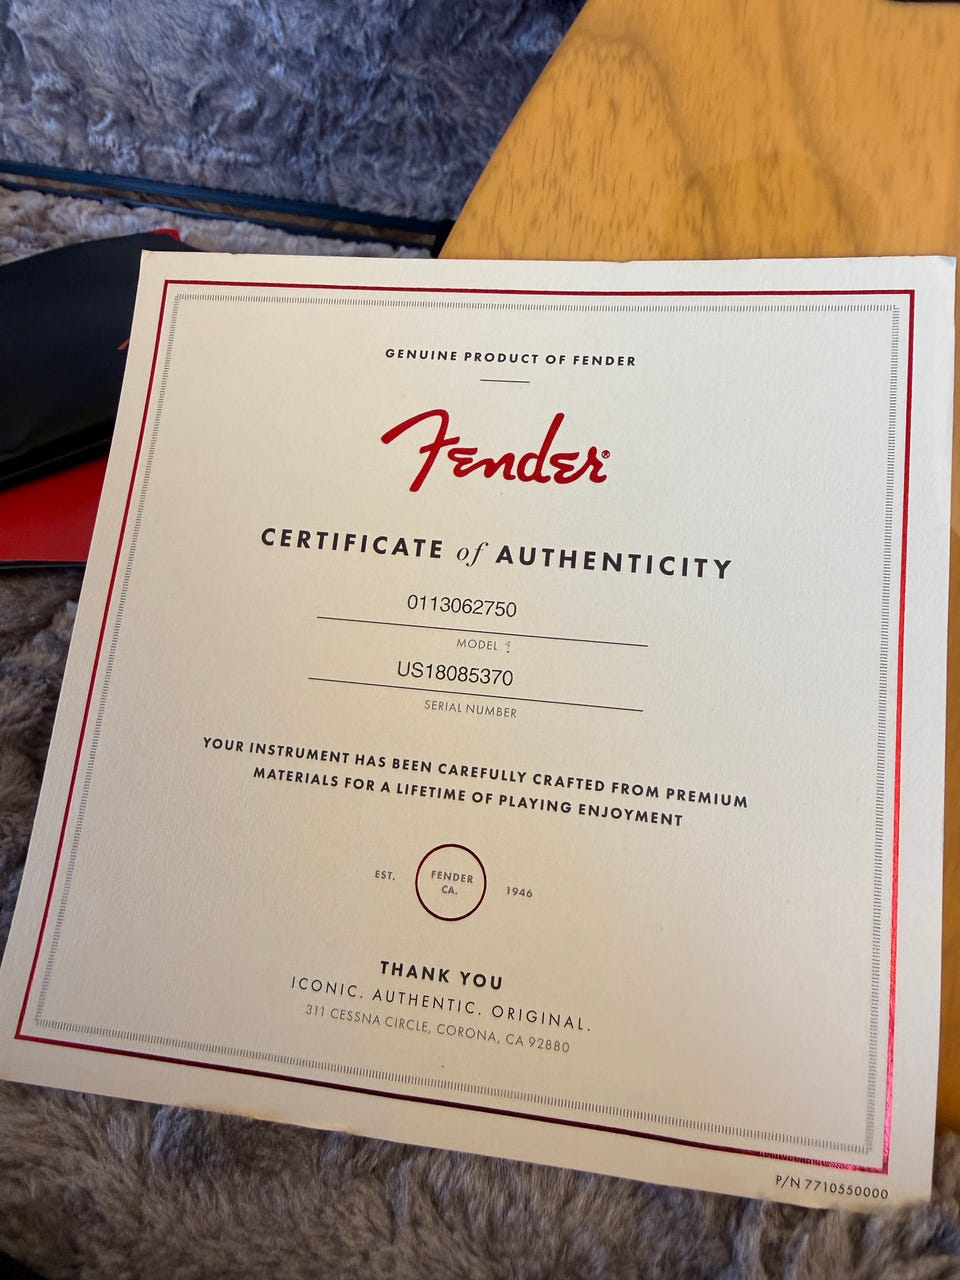 GENUINE PRODUCT OF FENDER
Fender®
CERTIFICATE of AUTHENTICITY
0113062750
MODEL #
US18085370
SERIAL NUMBER
YOUR INSTRUMENT HAS BEEN CAREFULLY CRAFTED FROM PREMIUM
MATERIALS FOR A LIFETIME OF PLAYING ENJOYMENT
EST. FENDER CA. 1946
THANK YOU
ICONIC. AUTHENTIC. ORIGINAL.
311 CESSNA CIRCLE, CORONA, CA 92880
P/N 7710550000